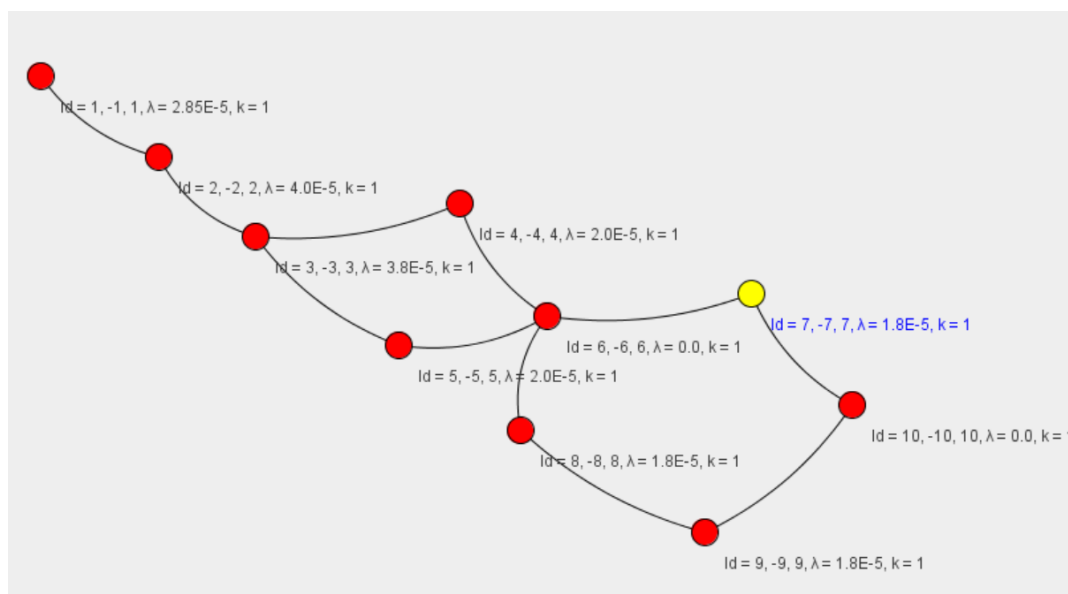 Id = 1, -1, 1, λ = 2.85E-5, k = 1
Id = 2, -2, 2, λ = 4.0E-5, k = 1
Id = 4, -4, 4, λ = 2.0E-5, k = 1
Id = 3, -3, 3, λ = 3.8E-5, k = 1
Id = 7, -7, 7, λ = 1.8E-5, k = 1
Id = 6, -6, 6, λ = 0.0, k = 1
Id = 5, -5, 5, λ = 2.0E-5, k = 1
Id = 10, -10, 10, λ = 0.0, k = 1
Id = 8, -8, 8, λ = 1.8E-5, k = 1
Id = 9, -9, 9, λ = 1.8E-5, k = 1